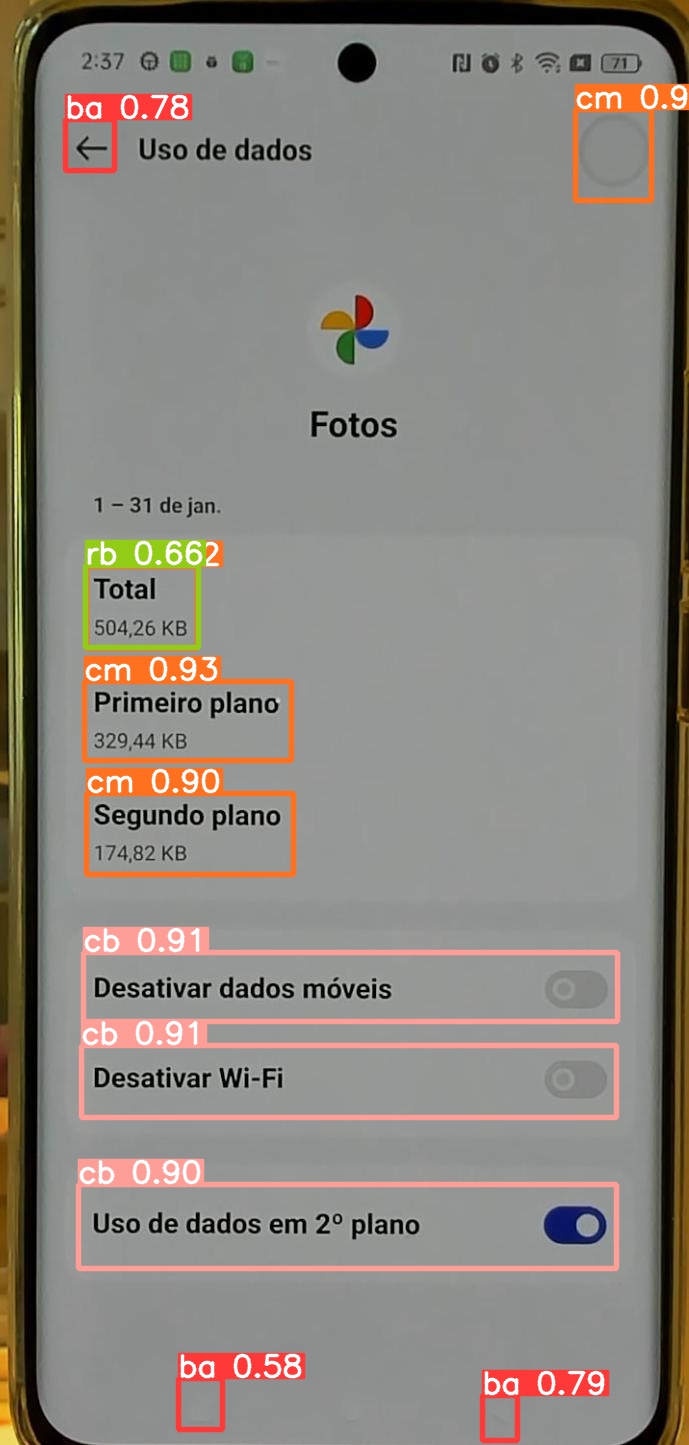 2:37 71
ba 0.78
cm 0.9
Uso de dados
Fotos
1 – 31 de jan.
rb 0.662
Total
504,26 KB
cm 0.93
Primeiro plano
329,44 KB
cm 0.90
Segundo plano
174,82 KB
cb 0.91
Desativar dados móveis
cb 0.91
Desativar Wi-Fi
cb 0.90
Uso de dados em 2º plano
ba 0.58
ba 0.79